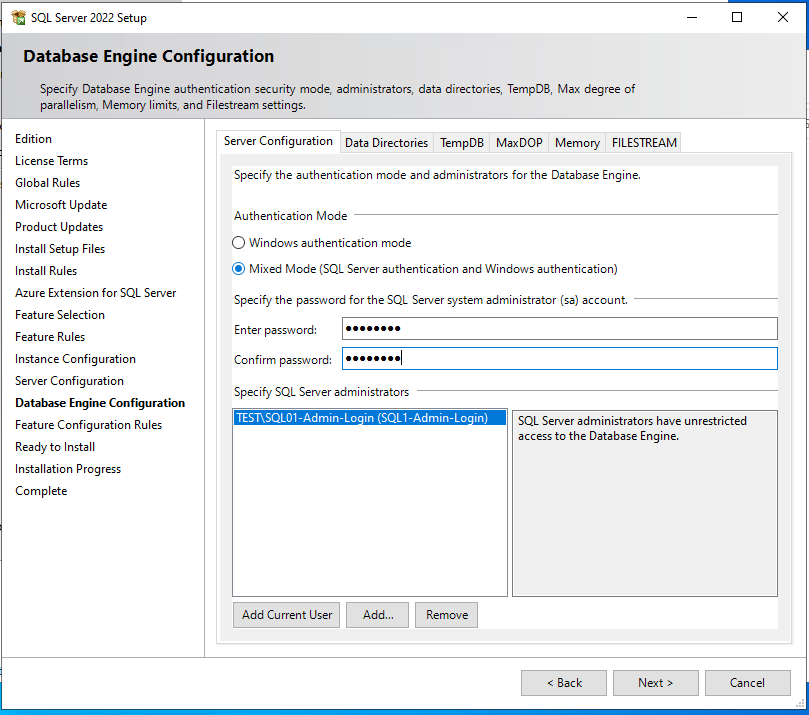 SQL Server 2022 Setup
Database Engine Configuration
Specify Database Engine authentication security mode, administrators, data directories, TempDB, Max degree of
parallelism, Memory limits, and Filestream settings.
Edition
License Terms
Global Rules
Microsoft Update
Product Updates
Install Setup Files
Install Rules
Azure Extension for SQL Server
Feature Selection
Feature Rules
Instance Configuration
Server Configuration
Database Engine Configuration
Feature Configuration Rules
Ready to Install
Installation Progress
Complete
Server Configuration Data Directories TempDB MaxDOP Memory FILESTREAM
Specify the authentication mode and administrators for the Database Engine.
Authentication Mode
Windows authentication mode
Mixed Mode (SQL Server authentication and Windows authentication)
Specify the password for the SQL Server system administrator (sa) account.
Enter password: ●●●●●●●●
Confirm password: ●●●●●●●●
Specify SQL Server administrators
TEST\SQL01-Admin-Login (SQL1-Admin-Login)
SQL Server administrators have unrestricted
access to the Database Engine.
Add Current User Add... Remove
< Back Next > Cancel